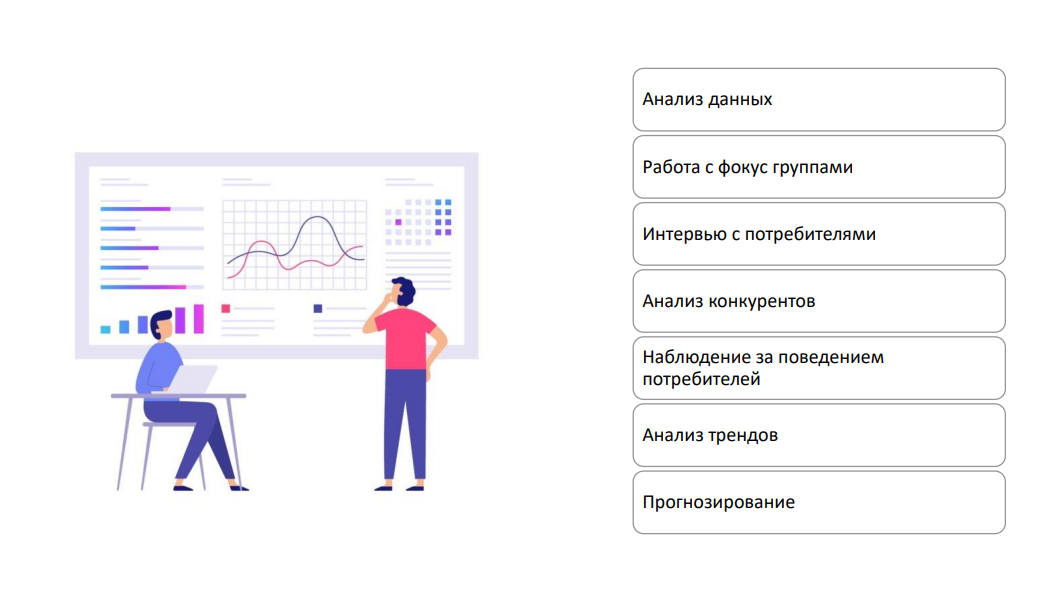 Анализ данных
Работа с фокус группами
Интервью с потребителями
Анализ конкурентов
Наблюдение за поведением
потребителей
Анализ трендов
Прогнозирование